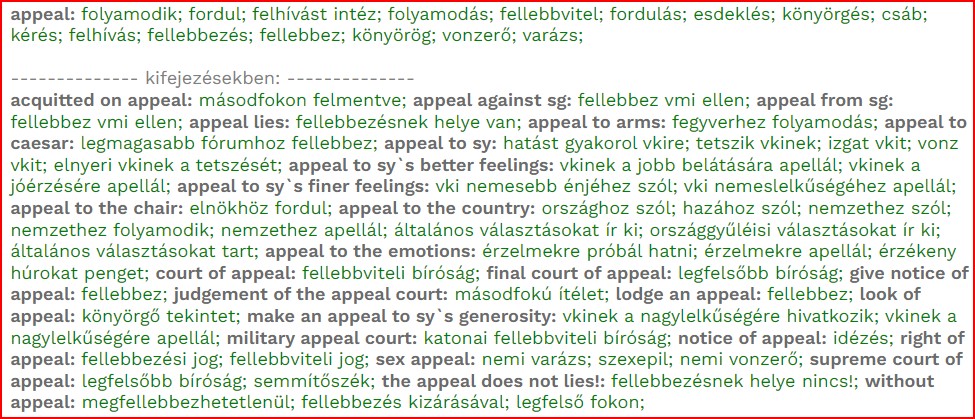 appeal: folyamodik; fordul; felhívást intéz; folyamodás; fellebbvitel; fordulás; esdeklés; könyörgés; csáb;
kérés; felhívás; fellebbezés; fellebbez; könyörög; vonzerő; varázs;
-------------- kifejezésekben: --------------
acquitted on appeal: másodfokon felmentve; appeal against sg: fellebbez vmi ellen; appeal from sg:
fellebbez vmi ellen; appeal lies: fellebbezésnek helye van; appeal to arms: fegyverhez folyamodás; appeal to
caesar: legmagasabb fórumhoz fellebbez; appeal to sy: hatást gyakorol vkire; tetszik vkinek; izgat vkit; vonz
vkit; elnyeri vkinek a tetszését; appeal to sy`s better feelings: vkinek a jobb belátására apellál; vkinek a
jóérzésére apellál; appeal to sy`s finer feelings: vki nemesebb énjéhez szól; vki nemeslelkűségéhez apellál;
appeal to the chair: elnökhöz fordul; appeal to the country: országhoz szól; hazához szól; nemzethez szól;
nemzethez folyamodik; nemzethez apellál; általános választásokat ír ki; országgyűléisi választásokat ír ki;
általános választásokat tart; appeal to the emotions: érzelmekre próbál hatni; érzelmekre apellál; érzékeny
húrokat penget; court of appeal: fellebbviteli bíróság; final court of appeal: legfelsőbb bíróság; give notice of
appeal: fellebbez; judgement of the appeal court: másodfokú ítélet; lodge an appeal: fellebbez; look of
appeal: könyörgő tekintet; make an appeal to sy`s generosity: vkinek a nagylelkűségére hivatkozik; vkinek a
nagylelkűségére apellál; military appeal court: katonai fellebbviteli bíróság; notice of appeal: idézés; right of
appeal: fellebbezési jog; fellebbviteli jog; sex appeal: nemi varázs; szexepil; nemi vonzerő; supreme court of
appeal: legfelsőbb bíróság; semmítőszék; the appeal does not lies!: fellebbezésnek helye nincs!; without
appeal: megfellebbezhetetlenül; fellebbezés kizárásával; legfelső fokon;